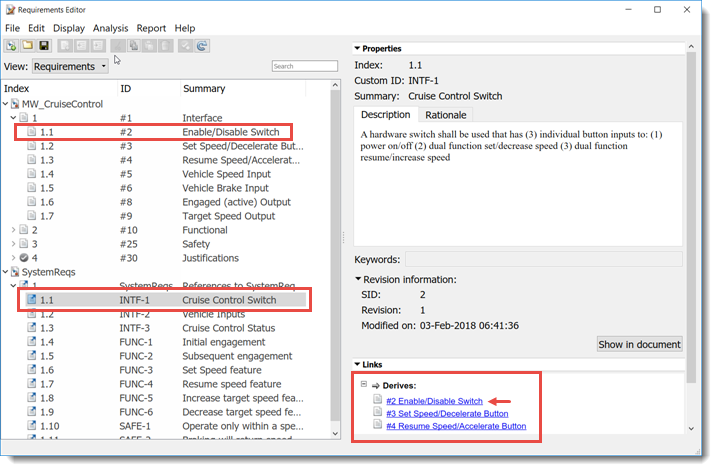 Requirements Editor
File Edit Display Analysis Report Help
View: Requirements
Search
Index ID Summary
MW_CruiseControl
1 #1 Interface
1.1 #2 Enable/Disable Switch
1.2 #3 Set Speed/Decelerate But...
1.3 #4 Resume Speed/Accelerat...
1.4 #5 Vehicle Speed Input
1.5 #6 Vehicle Brake Input
1.6 #8 Engaged (active) Output
1.7 #9 Target Speed Output
2 #10 Functional
3 #25 Safety
4 #30 Justifications
SystemReqs
1 SystemReqs References to SystemReq...
1.1 INTF-1 Cruise Control Switch
1.2 INTF-2 Vehicle Inputs
1.3 INTF-3 Cruise Control Status
1.4 FUNC-1 Initial engagement
1.5 FUNC-2 Subsequent engagement
1.6 FUNC-3 Set Speed feature
1.7 FUNC-4 Resume speed feature
1.8 FUNC-5 Increase target speed fea...
1.9 FUNC-6 Decrease target speed fe...
1.10 SAFE-1 Operate only within a spe...
1.11 SAFE-2 Braking will return speed
Properties
Index: 1.1
Custom ID: INTF-1
Summary: Cruise Control Switch
Description Rationale
A hardware switch shall be used that has (3) individual button inputs to: (1)
power on/off (2) dual function set/decrease speed (3) dual function
resume/increase speed
Keywords:
Revision information:
SID: 2
Revision: 1
Modified on: 03-Feb-2018 06:41:36
Show in document
Links
Derives:
#2 Enable/Disable Switch
#3 Set Speed/Decelerate Button
#4 Resume Speed/Accelerate Button